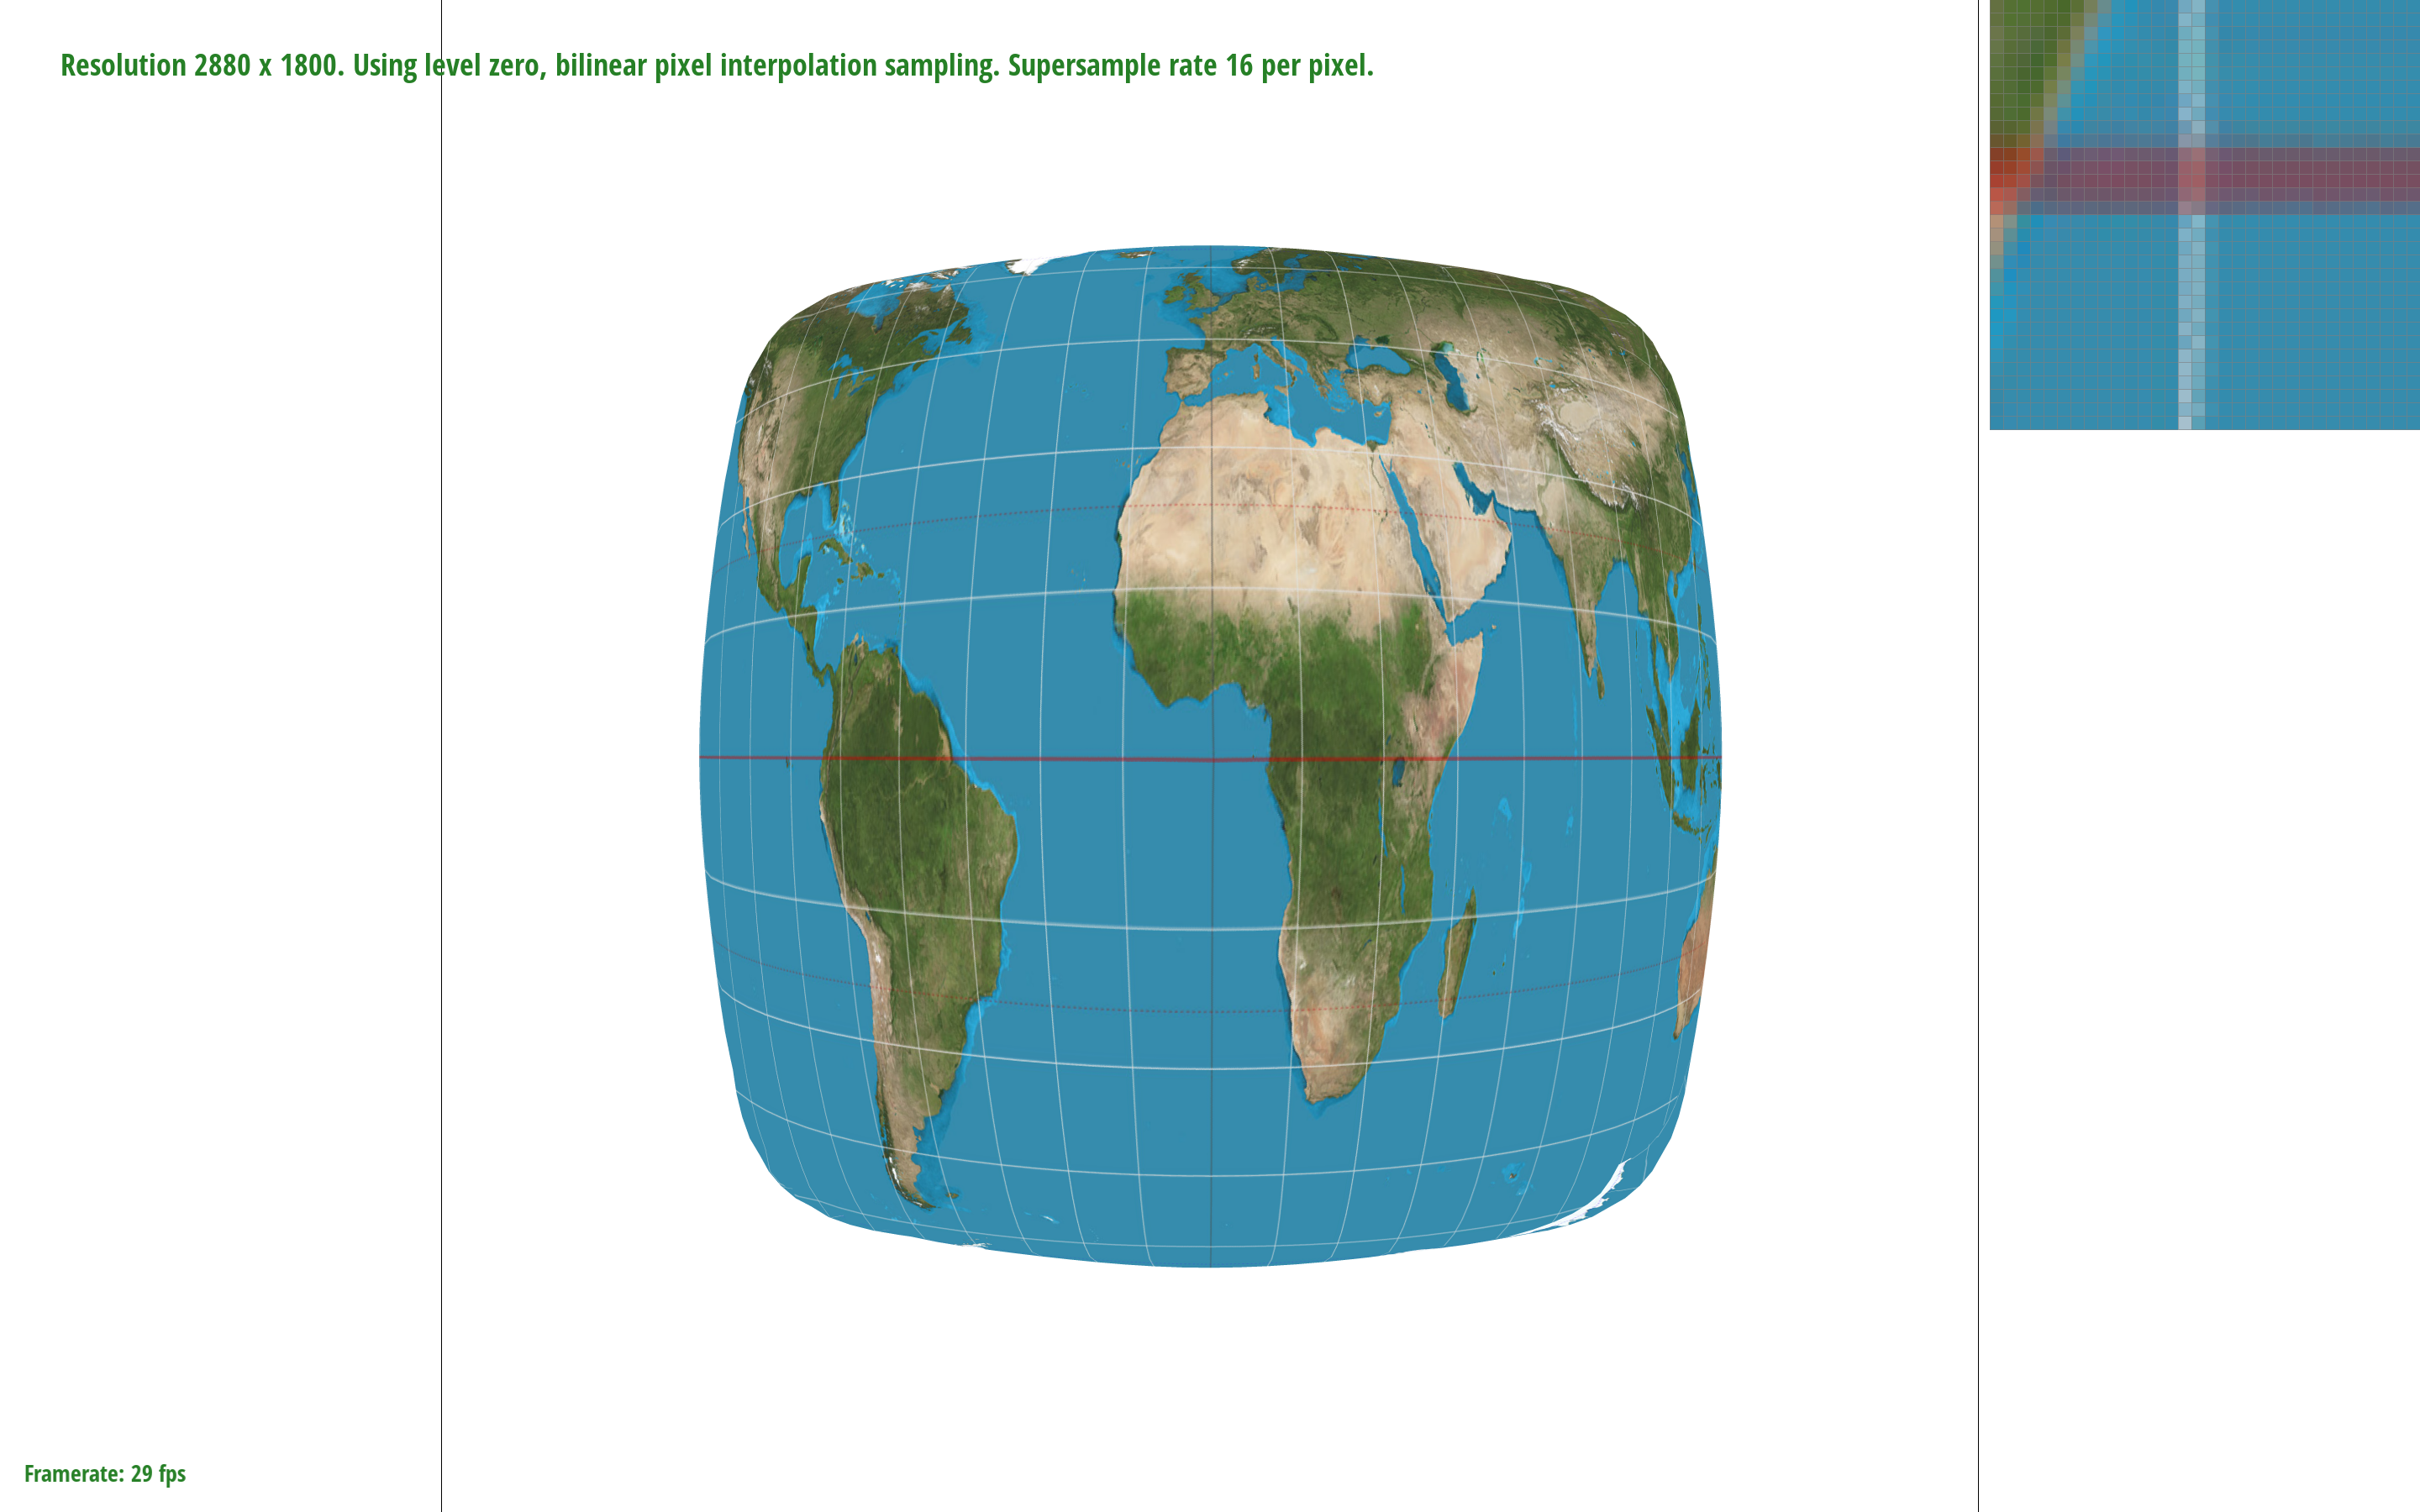 Resolution 2880 x 1800. Using level zero, bilinear pixel interpolation sampling. Supersample rate 16 per pixel.
Framerate: 29 fps